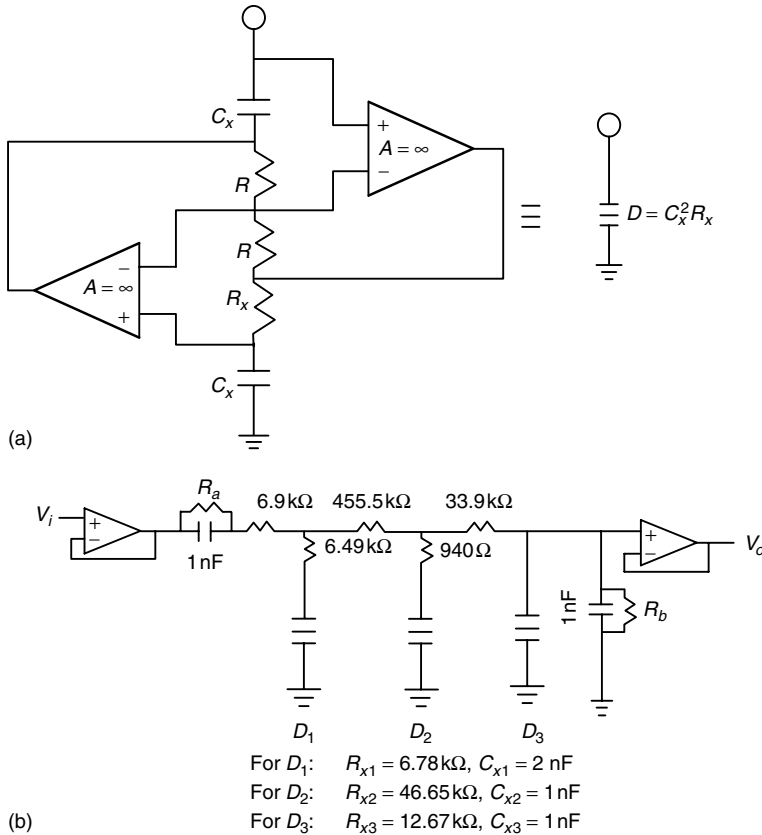 C_x
+
A = ∞
−
R
R
−
A = ∞
+
R_x
C_x
≡
D = C_x^2 R_x
(a)
R_a
6.9 kΩ
455.5 kΩ
33.9 kΩ
V_i
+
−
1 nF
6.49 kΩ
940 Ω
+
−
V_o
1 nF
R_b
D_1
D_2
D_3
For D_1: R_x1 = 6.78 kΩ, C_x1 = 2 nF
For D_2: R_x2 = 46.65 kΩ, C_x2 = 1 nF
For D_3: R_x3 = 12.67 kΩ, C_x3 = 1 nF
(b)